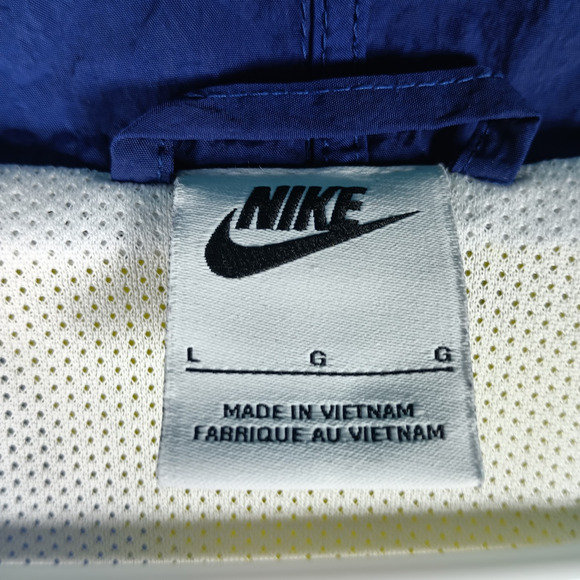 NIKE
L G G
MADE IN VIETNAM
FABRIQUE AU VIETNAM